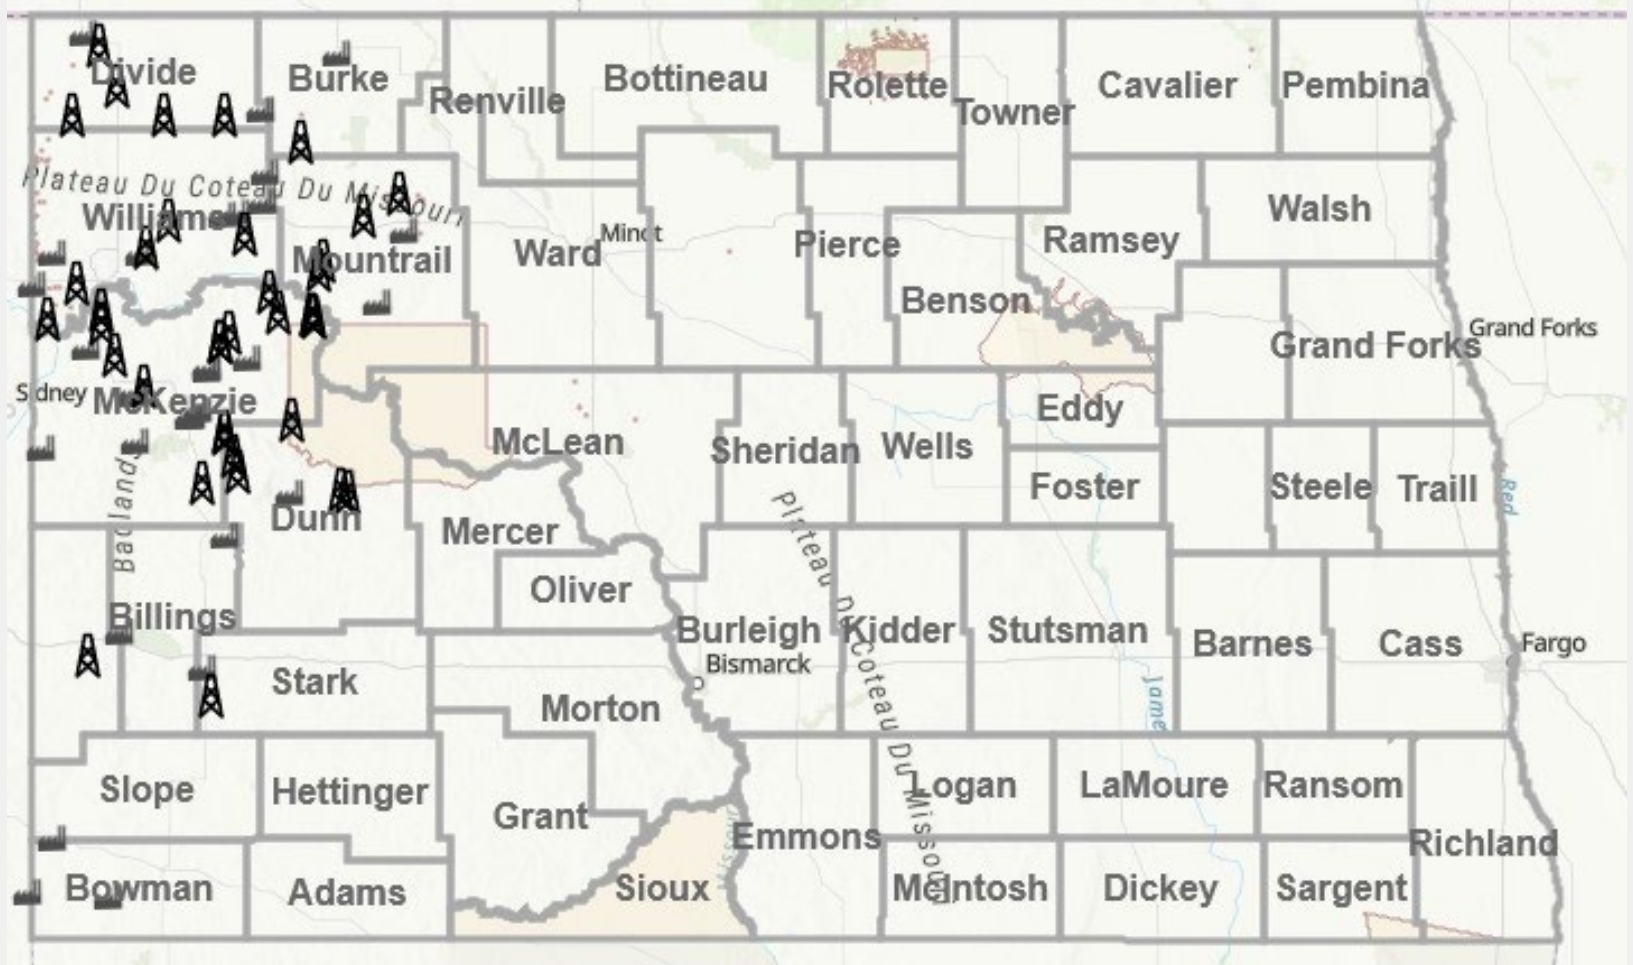 Divide
Burke
Renville
Bottineau
Rolette
Towner
Cavalier
Pembina
Plateau Du Coteau Du Missouri
Williams
Mountrail
Ward
Minot
Pierce
Benson
Ramsey
Walsh
Grand Forks
Grand Forks
Sidney
McKenzie
McLean
Sheridan
Wells
Eddy
Foster
Steele
Traill
Red
Badland
Dunn
Mercer
Oliver
Plateau Du Coteau Du Missouri
Billings
Stark
Morton
Burleigh
Bismarck
Kidder
Stutsman
Barnes
Cass
Fargo
Jame
Slope
Hettinger
Grant
Emmons
Logan
LaMoure
Ransom
Richland
Bowman
Adams
Sioux
Missouri
McIntosh
Dickey
Sargent